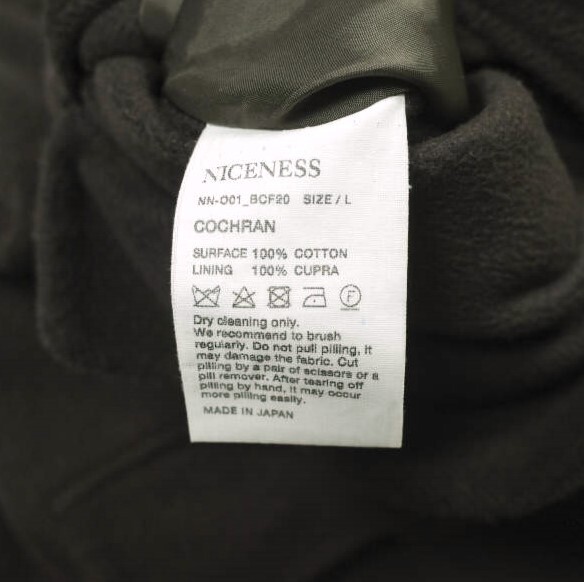 NICENESS
NN-O01_BCF20 SIZE / L
COCHRAN
SURFACE 100% COTTON
LINING 100% CUPRA
F
Dry cleaning only.
We recommend to brush
regularly. Do not pull pilling, it
may damage the fabric. Cut
pilling by a pair of scissors or a
pill remover. After tearing off
pilling by hand, it may occur
more pilling easily.
MADE IN JAPAN